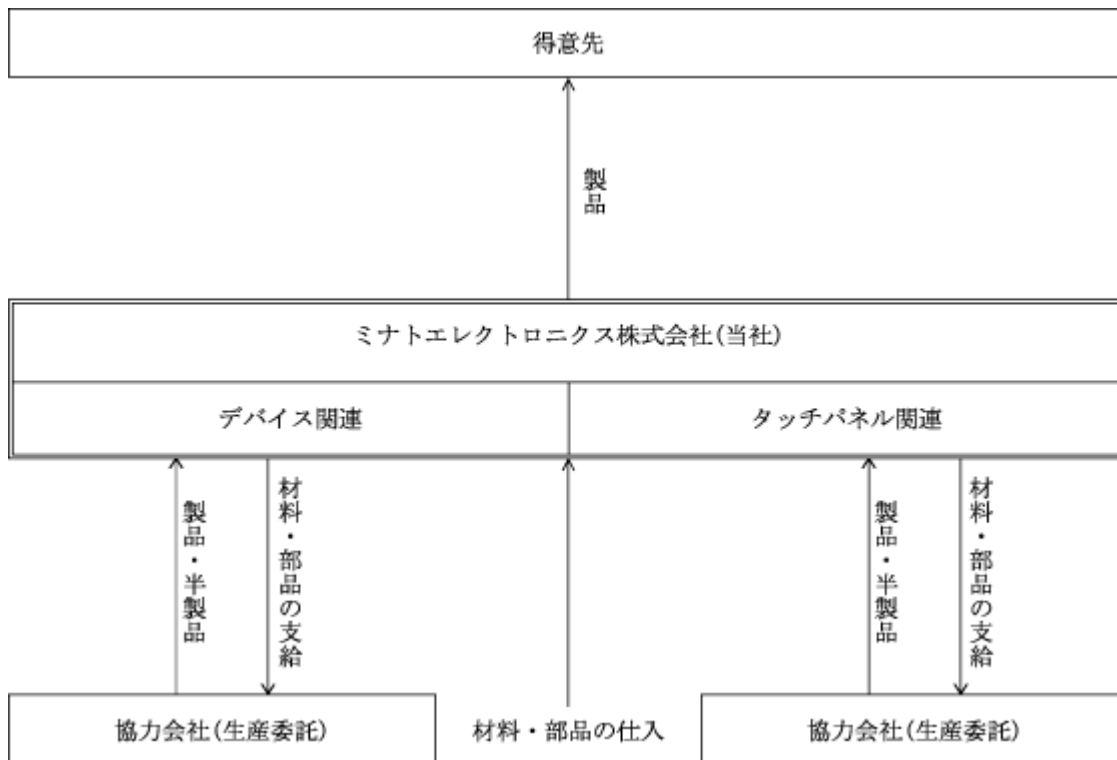 得意先
製品
ミナトエレクトロニクス株式会社(当社)
デバイス関連
タッチパネル関連
製品・半製品
材料・部品の支給
製品・半製品
材料・部品の支給
協力会社(生産委託)
材料・部品の仕入
協力会社(生産委託)